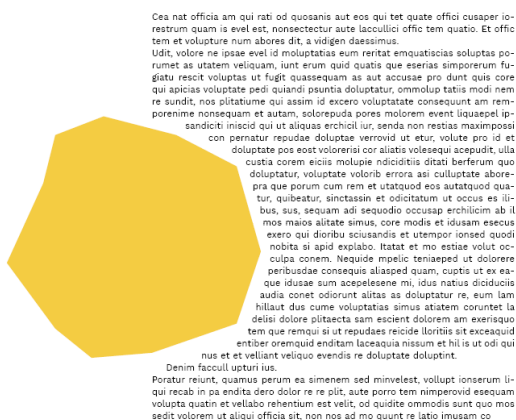 Cea nat officia am qui rati od quosanis aut eos qui tet quate offici cusaper io-
restrum quam is evel est, nonsectetur aute laccullici offic tem quatio. Et offic
tem et volupture num abores dit, a vidigen daessimus.
Udit, volore ne ipsae evel id moluptatias eum reritat emquatiscias soluptas po-
rumet as utatem veliquam, iunt erum quid quatis que eserias simporerum fu-
giatu rescit voluptas ut fugit quassequam as aut accusae pro dunt quis core
qui apicias voluptate pedi quiandi psuntia doluptatur, ommolup tatiis modi nem
re sundit, nos plitatiume qui assim id excero voluptatate consequunt am rem-
porenime nonsequam et autam, solorepuda pores molorem event liquaepel ip-
sanditici iniscid qui ut aliquas erchicil iur, senda non restias maximpossi
con pernatur repudae doluptae verrovid ut etur, volute pro id et
doluptate pos eost volorerisi cor aliatis volesequi acepudit, ulla
custia corem eiciis molupie ndiciditiis ditati berferum quo
doluptatur, voluptate volorib errora asi culluptate abore-
pra que porum cum rem et utatquod eos autatquod qua-
tur, quibeatur, sinctassin et odicitatum ut occus es ili-
bus, sus, sequam adi sequodio occusap erchilicim ab il
mos maios alitate simus, core modis et idusam esecus
exero qui dioribu sciusandis et utempor ionsed quodi
nobita si apid explabo. Itatat et mo estiae volut oc-
culpa conem. Nequide mpelic teniaeped ut dolorere
peribusdae consequis aliasped quam, cuptis ut ex ea-
que idusae sum acepelesene mi, idus natius diciduciis
audia conet odiorunt alitas as doluptatur re, eum lam
hillaut dus cume voluptatias simus atiatem coruntet la
delisi dolore plitaecta sam escient dolorem am exerisquo
tem que remqui si ut repudaes reicide lloritiis sit exceaquid
entiber oremquid enditam laceaquia nissum et hil is ut odi qui
nus et et velliant veliquo evendis re doluptate doluptint.
Denim faccull upturi ius.
Poratur reiunt, quamus perum ea simenem sed minvelest, vollupt ionserum li-
qui recab in pa endita dero dolor re re plit, aute porro tem nimperovid esequam
volupta quatin et vellabo rehentium est velit, od quidite ommodis sunt quo mos
sedit volorem ut aliqui officia sit, non nos ad mo quunt re latio imusam co